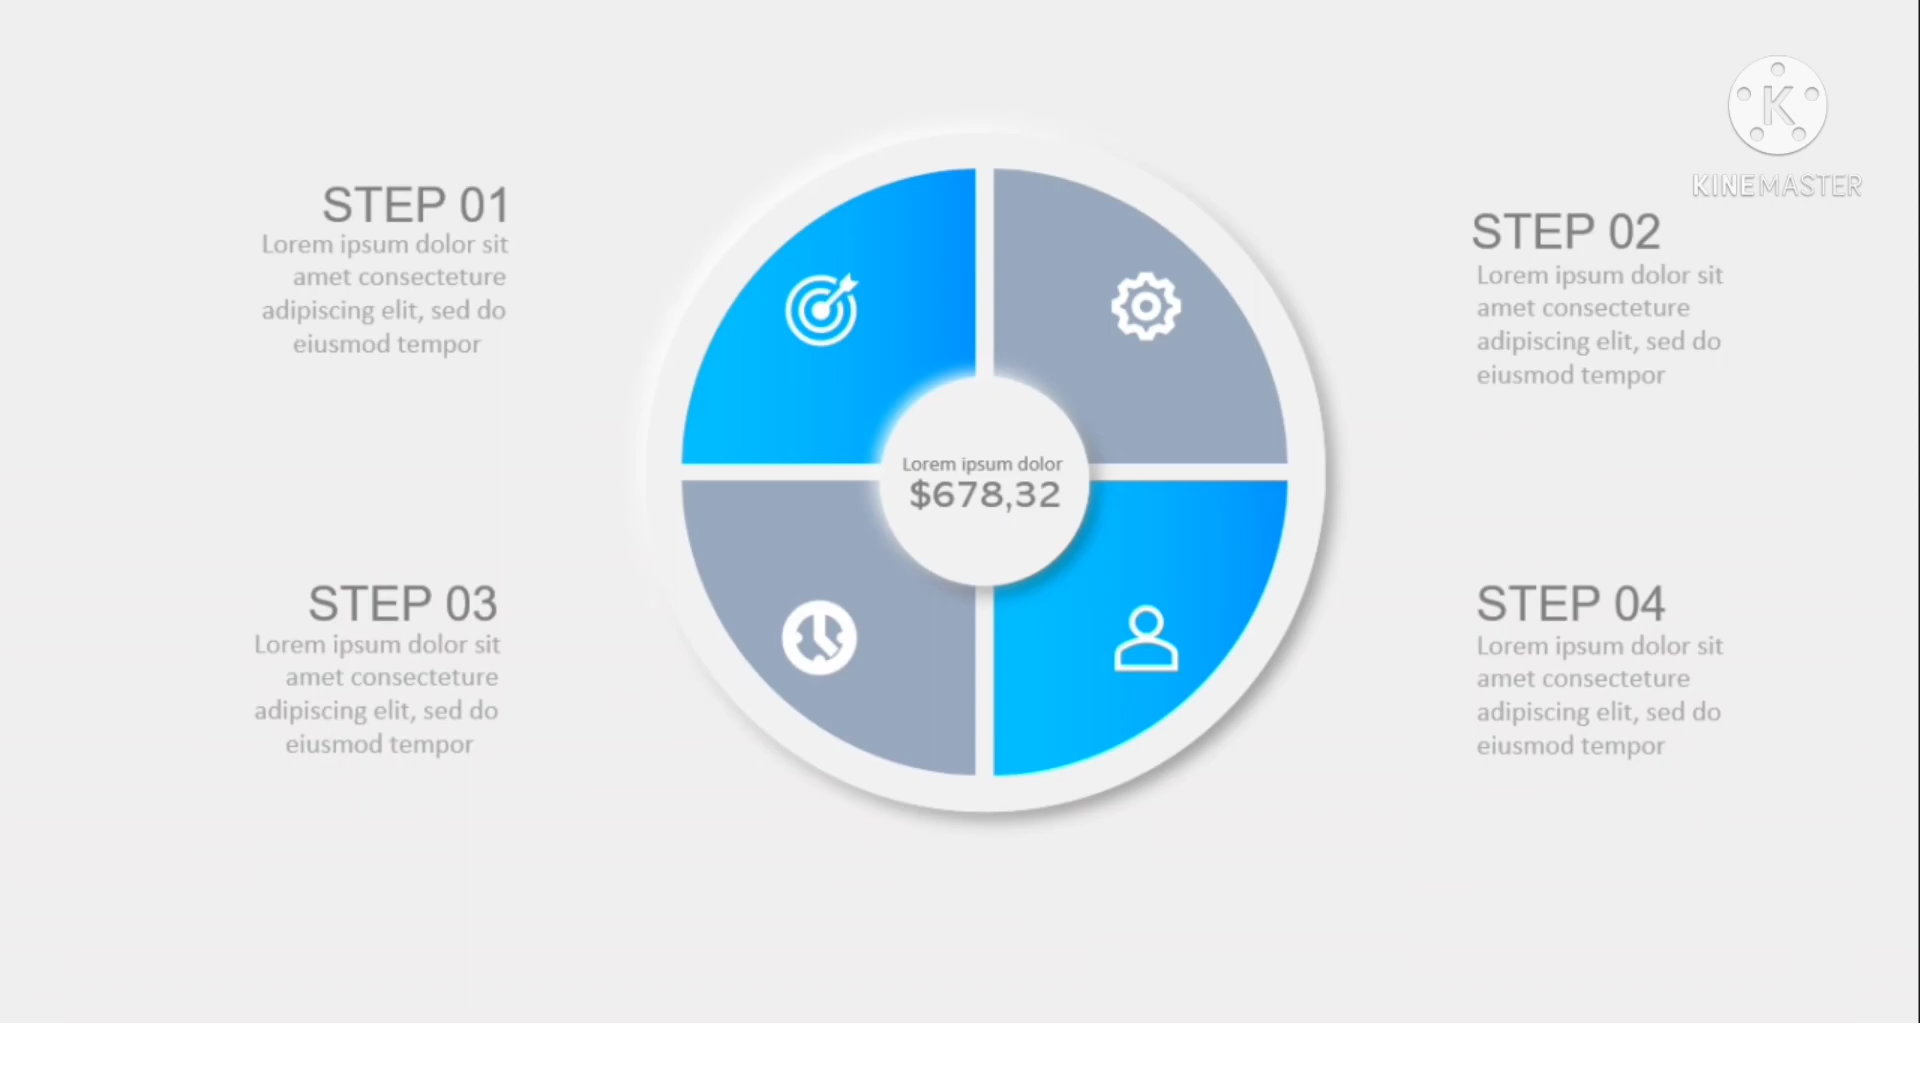 K
KINEMASTER
STEP 01
Lorem ipsum dolor sit
amet consecteture
adipiscing elit, sed do
eiusmod tempor
STEP 02
Lorem ipsum dolor sit
amet consecteture
adipiscing elit, sed do
eiusmod tempor
Lorem ipsum dolor
$678,32
STEP 03
Lorem ipsum dolor sit
amet consecteture
adipiscing elit, sed do
eiusmod tempor
STEP 04
Lorem ipsum dolor sit
amet consecteture
adipiscing elit, sed do
eiusmod tempor